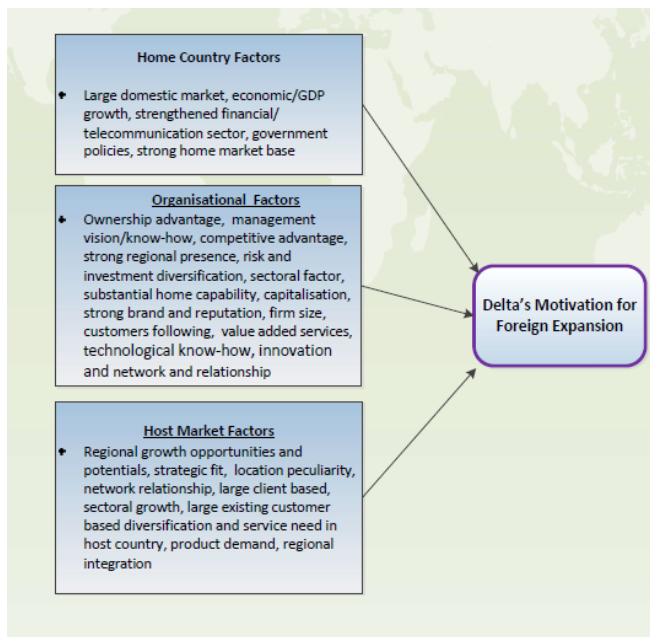 Home Country Factors
Large domestic market, economic/GDP
growth, strengthened financial/
telecommunication sector, government
policies, strong home market base
Organisational Factors
Ownership advantage, management
vision/know-how, competitive advantage,
strong regional presence, risk and
investment diversification, sectoral factor,
substantial home capability, capitalisation,
strong brand and reputation, firm size,
customers following, value added services,
technological know-how, innovation
and network and relationship
Host Market Factors
Regional growth opportunities and
potentials, strategic fit, location peculiarity,
network relationship, large client based,
sectoral growth, large existing customer
based diversification and service need in
host country, product demand, regional
integration
Delta's Motivation for
Foreign Expansion